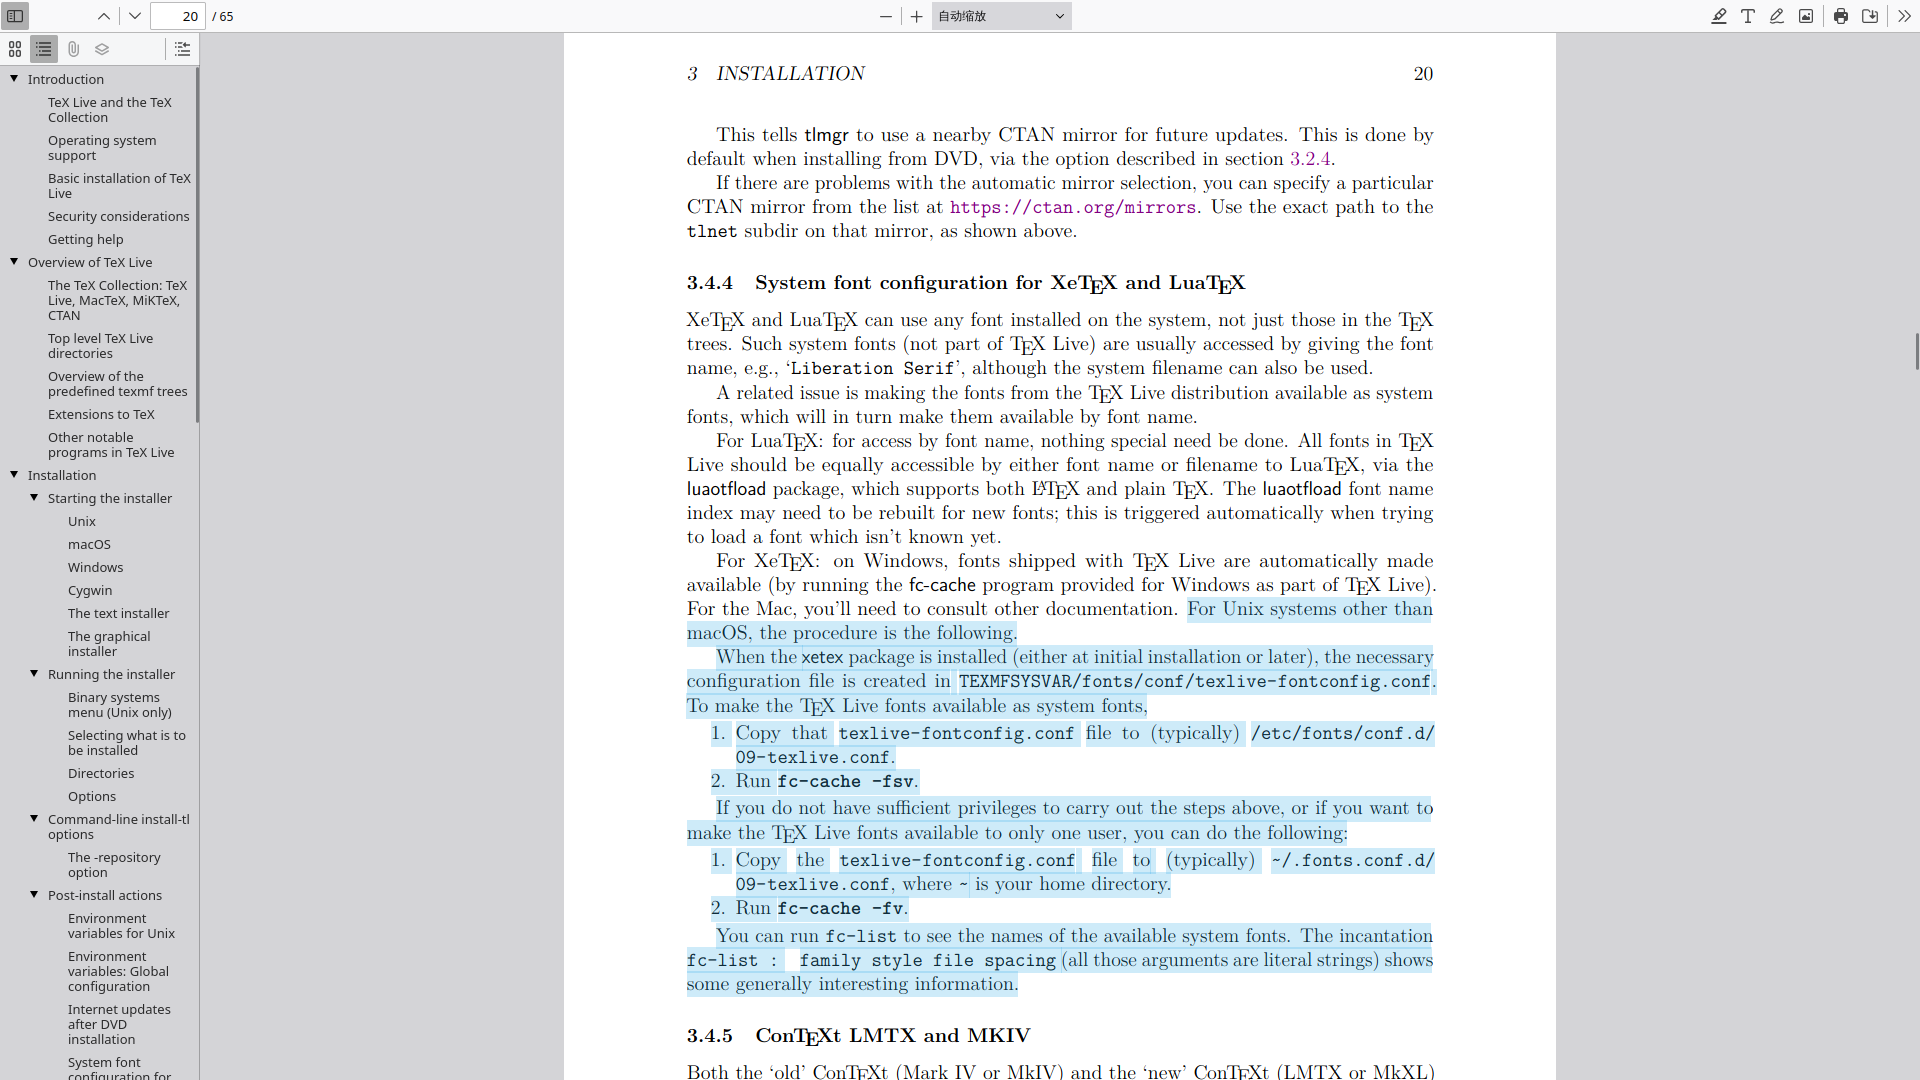 20 / 65
自动缩放
Introduction
TeX Live and the TeX
Collection
Operating system
support
Basic installation of TeX
Live
Security considerations
Getting help
Overview of TeX Live
The TeX Collection: TeX
Live, MacTeX, MiKTeX,
CTAN
Top level TeX Live
directories
Overview of the
predefined texmf trees
Extensions to TeX
Other notable
programs in TeX Live
Installation
Starting the installer
Unix
macOS
Windows
Cygwin
The text installer
The graphical
installer
Running the installer
Binary systems
menu (Unix only)
Selecting what is to
be installed
Directories
Options
Command-line install-tl
options
The -repository
option
Post-install actions
Environment
variables for Unix
Environment
variables: Global
configuration
Internet updates
after DVD
installation
System font
configuration for
3 INSTALLATION 20
This tells tlmgr to use a nearby CTAN mirror for future updates. This is done by
default when installing from DVD, via the option described in section 3.2.4.
If there are problems with the automatic mirror selection, you can specify a particular
CTAN mirror from the list at https://ctan.org/mirrors. Use the exact path to the
tlnet subdir on that mirror, as shown above.
3.4.4 System font configuration for XeTEX and LuaTEX
XeTEX and LuaTEX can use any font installed on the system, not just those in the TEX
trees. Such system fonts (not part of TEX Live) are usually accessed by giving the font
name, e.g., ‘Liberation Serif’, although the system filename can also be used.
A related issue is making the fonts from the TEX Live distribution available as system
fonts, which will in turn make them available by font name.
For LuaTEX: for access by font name, nothing special need be done. All fonts in TEX
Live should be equally accessible by either font name or filename to LuaTEX, via the
luaotfload package, which supports both LATEX and plain TEX. The luaotfload font name
index may need to be rebuilt for new fonts; this is triggered automatically when trying
to load a font which isn’t known yet.
For XeTEX: on Windows, fonts shipped with TEX Live are automatically made
available (by running the fc-cache program provided for Windows as part of TEX Live).
For the Mac, you’ll need to consult other documentation. For Unix systems other than
macOS, the procedure is the following.
When the xetex package is installed (either at initial installation or later), the necessary
configuration file is created in TEXMFSYSVAR/fonts/conf/texlive-fontconfig.conf.
To make the TEX Live fonts available as system fonts,
1. Copy that texlive-fontconfig.conf file to (typically) /etc/fonts/conf.d/
09-texlive.conf.
2. Run fc-cache -fsv.
If you do not have sufficient privileges to carry out the steps above, or if you want to
make the TEX Live fonts available to only one user, you can do the following:
1. Copy the texlive-fontconfig.conf file to (typically) ~/.fonts.conf.d/
09-texlive.conf, where ~ is your home directory.
2. Run fc-cache -fv.
You can run fc-list to see the names of the available system fonts. The incantation
fc-list : family style file spacing (all those arguments are literal strings) shows
some generally interesting information.
3.4.5 ConTEXt LMTX and MKIV
Both the ‘old’ ConTEXt (Mark IV or MkIV) and the ‘new’ ConTEXt (LMTX or MkXL)